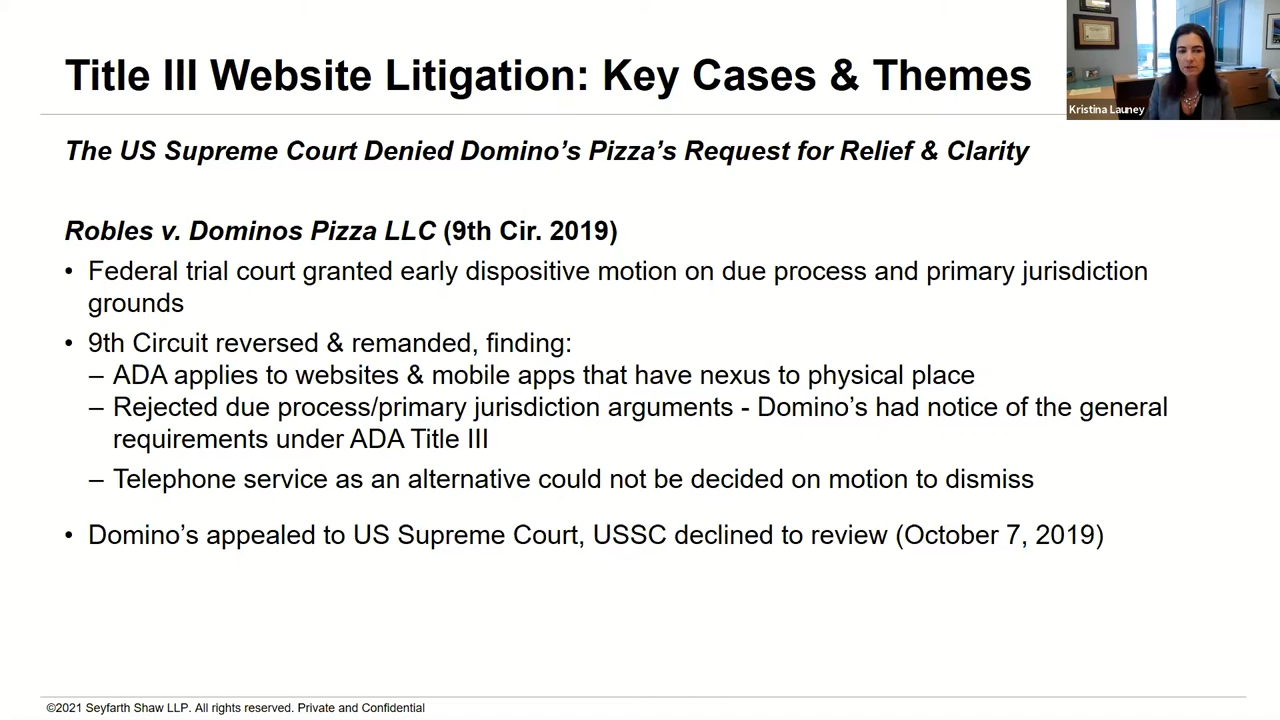 Title III Website Litigation: Key Cases & Themes
Kristina Launey
The US Supreme Court Denied Domino’s Pizza’s Request for Relief & Clarity
Robles v. Dominos Pizza LLC (9th Cir. 2019)
• Federal trial court granted early dispositive motion on due process and primary jurisdiction
grounds
• 9th Circuit reversed & remanded, finding:
– ADA applies to websites & mobile apps that have nexus to physical place
– Rejected due process/primary jurisdiction arguments - Domino’s had notice of the general
requirements under ADA Title III
– Telephone service as an alternative could not be decided on motion to dismiss
• Domino’s appealed to US Supreme Court, USSC declined to review (October 7, 2019)
©2021 Seyfarth Shaw LLP. All rights reserved. Private and Confidential